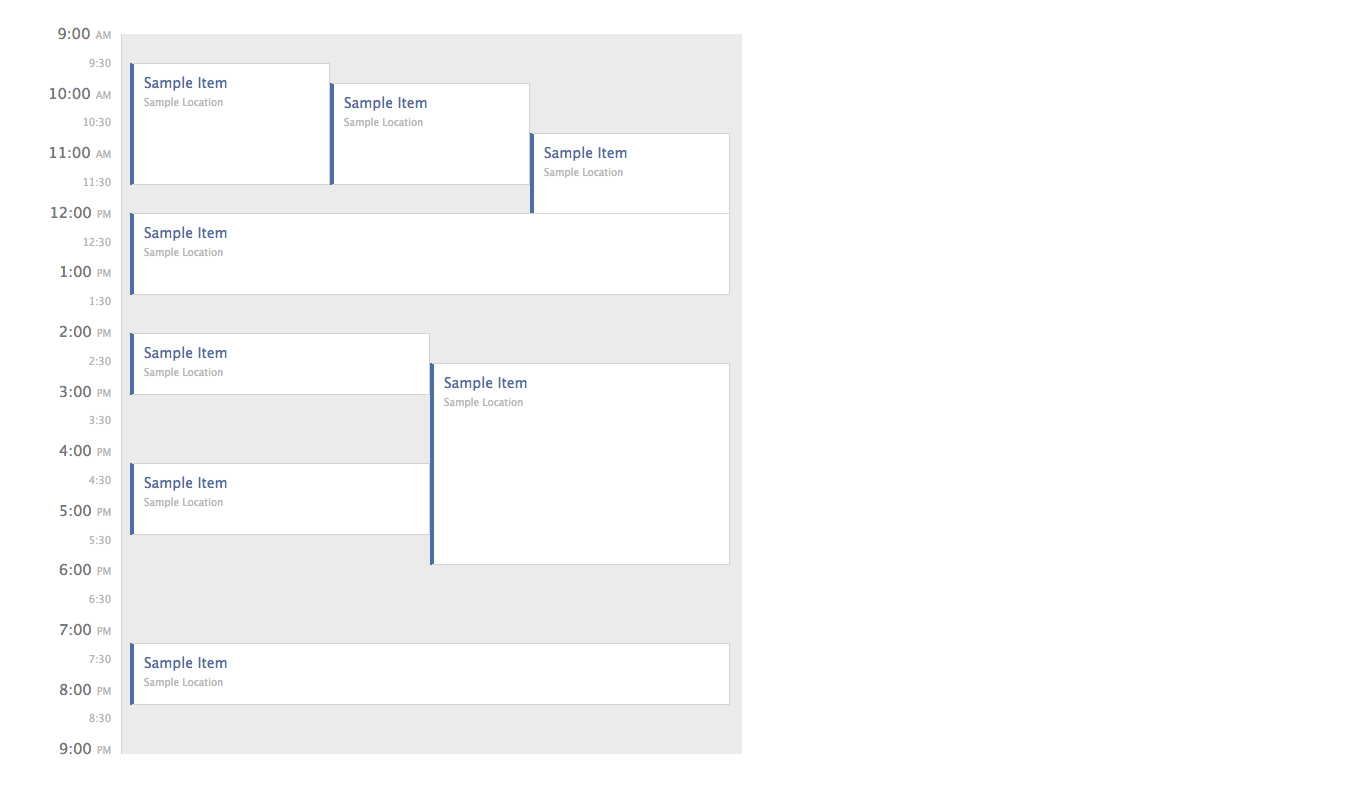 9:00 AM
9:30
Sample Item
10:00 AM
Sample Location
Sample Item
10:30
Sample Location
11:00 AM
Sample Item
Sample Location
11:30
12:00 PM
Sample Item
12:30
Sample Location
1:00 PM
1:30
2:00 PM
Sample Item
2:30
Sample Location
Sample Item
3:00 PM
Sample Location
3:30
4:00 PM
4:30
Sample Item
Sample Location
5:00 PM
5:30
6:00 PM
6:30
7:00 PM
7:30
Sample Item
Sample Location
8:00 PM
8:30
9:00 PM